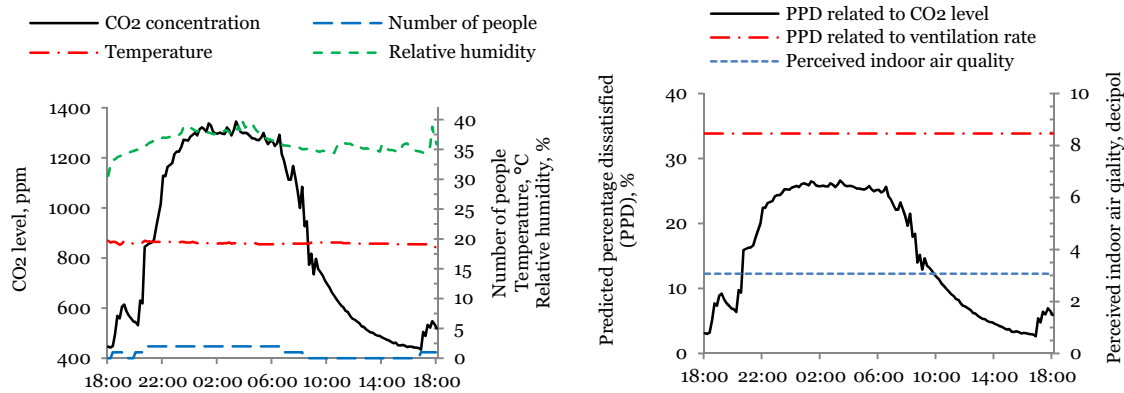 CO2 concentration
Number of people
Temperature
Relative humidity
CO2 level, ppm
1400
1200
1000
800
600
400
40
35
30
25
20
15
10
5
0
Number of people
Temperature, °C
Relative humidity, %
18:00 22:00 02:00 06:00 10:00 14:00 18:00
PPD related to CO2 level
PPD related to ventilation rate
Perceived indoor air quality
Predicted percentage dissatisfied
(PPD), %
40
30
20
10
0
10
8
6
4
2
0
Perceived indoor air qiality, decipol
18:00 22:00 02:00 06:00 10:00 14:00 18:00